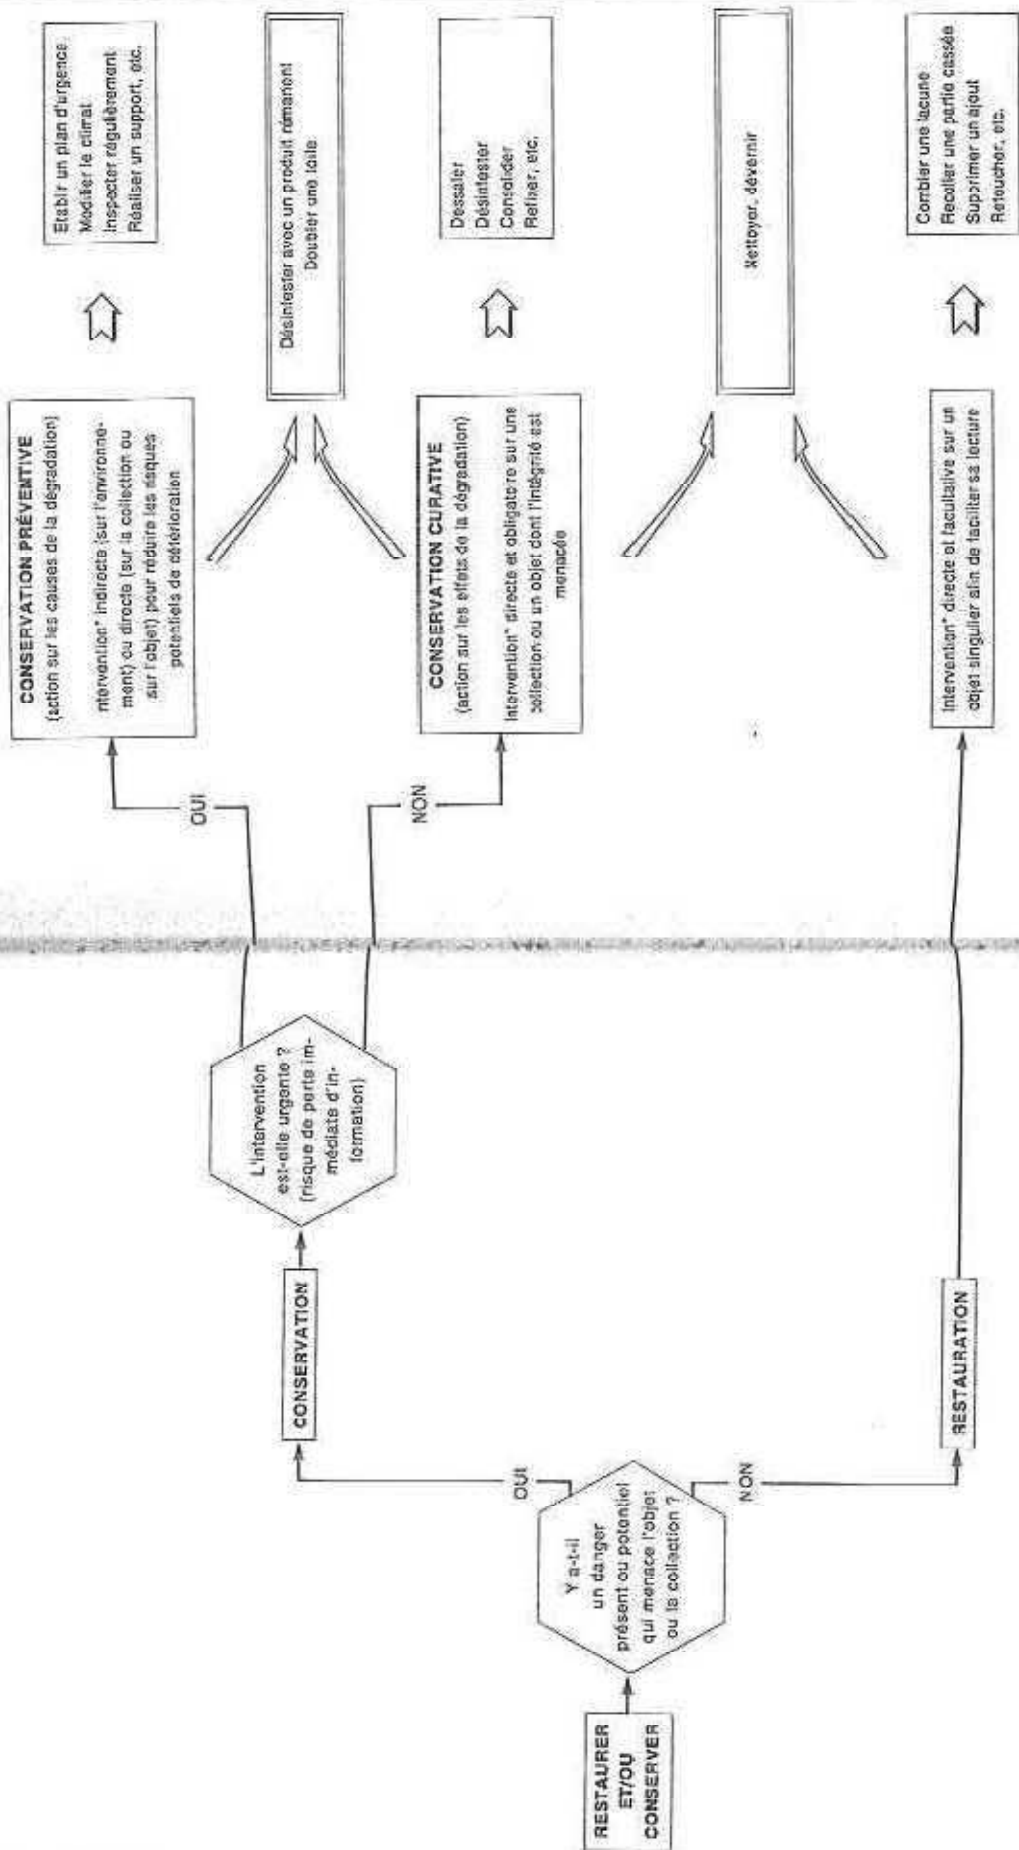 RESTAURER
ET/OU
CONSERVER
Y a-t-il
un danger
présent ou potentiel
qui menace l'objet
ou la collection ?
OUI
NON
CONSERVATION
RESTAURATION
L'intervention
est-elle urgente ?
(risque de perte im-
médiate d'in-
formation)
OUI
NON
CONSERVATION PRÉVENTIVE
(action sur les causes de la dégradation)
ntervention* indirecte (sur l'environne-
ment) ou directe (sur la collection ou
sur l'objet) pour réduire les risques
potentiels de détérioration
CONSERVATION CURATIVE
(action sur les effets de la dégradation)
Intervention* directe et obligatoire sur une
collection ou un objet dont l'intégrité est
menacée
Intervention* directe et facultative sur un
objet singulier afin de faciliter sa lecture
Etablir un plan d'urgence
Modifier le climat
Inspecter régulièrement
Réaliser un support, etc.
Désinfester avec un produit rémanent
Doubler une toile
Dessaler
Désinfester
Consolider
Refixer, etc.
Nettoyer, dévernir
Combler une lacune
Recoller une partie cassée
Supprimer un ajout
Retoucher, etc.